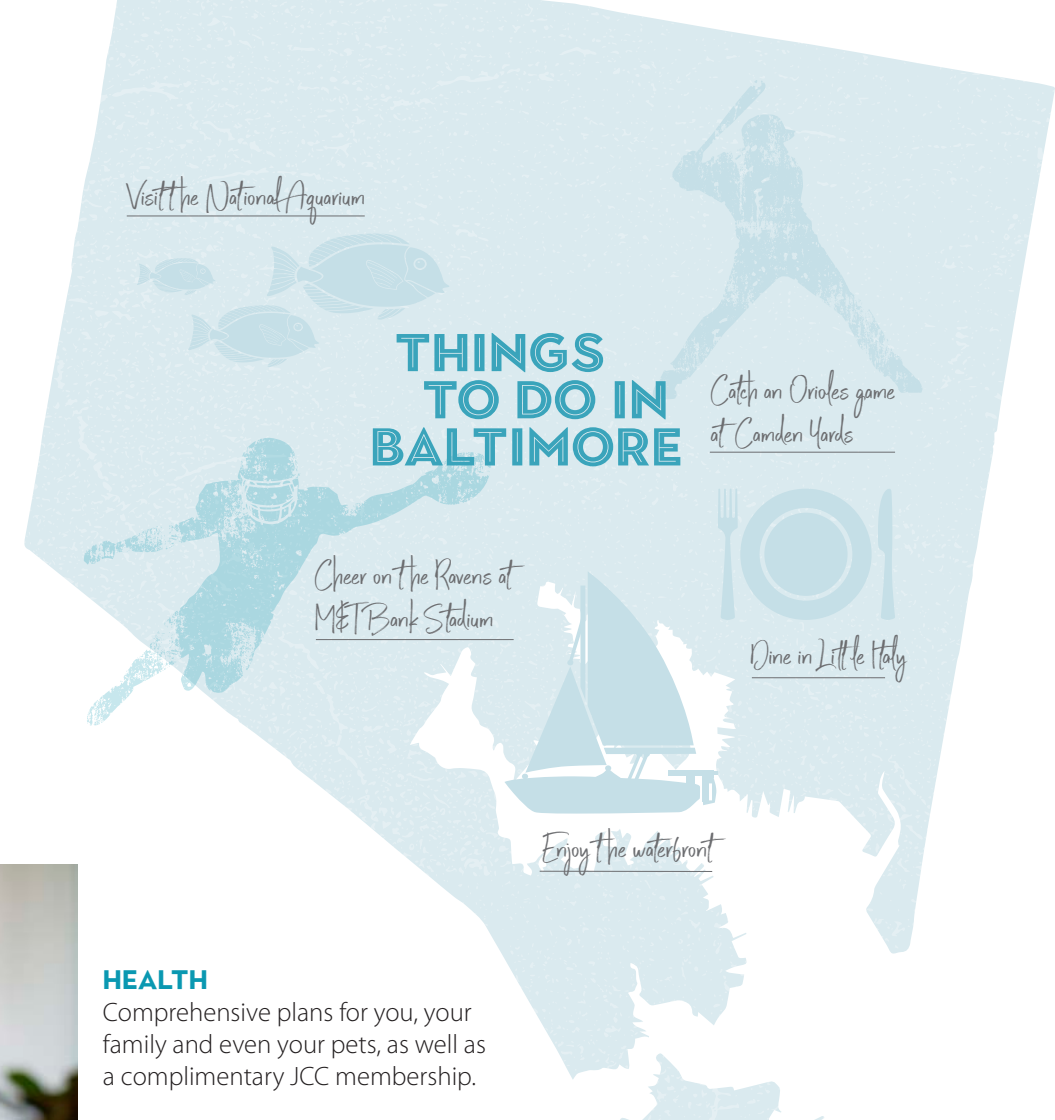 Visit the National Aquarium
THINGS
TO DO IN
BALTIMORE
Catch an Orioles game
at Camden Yards
Cheer on the Ravens at
M&T Bank Stadium
Dine in Little Italy
Enjoy the waterfront
HEALTH
Comprehensive plans for you, your
family and even your pets, as well as
a complimentary JCC membership.